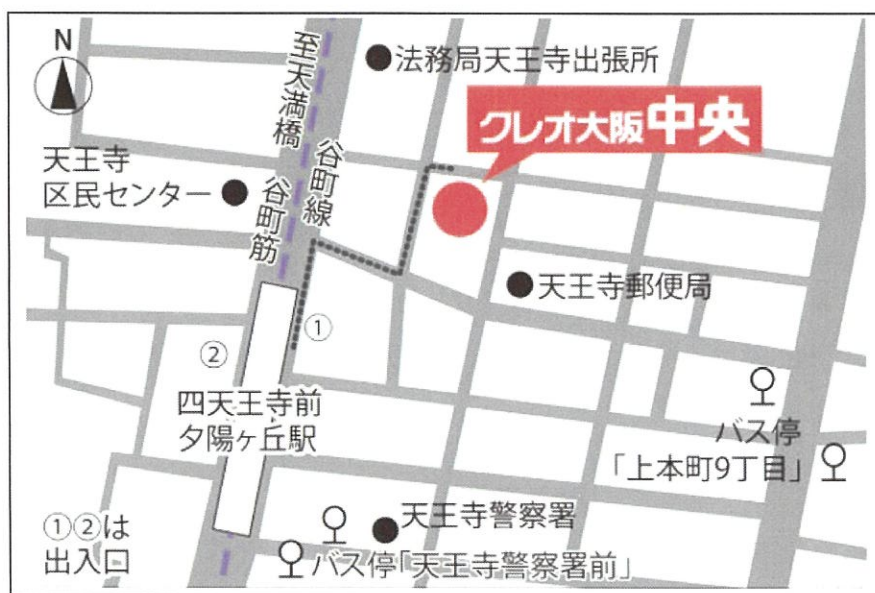 N
至天満橋
法務局天王寺出張所
クレオ大阪中央
天王寺
区民センター
谷町筋
谷町線
天王寺郵便局
①
②
四天王寺前
夕陽ヶ丘駅
バス停
「上本町9丁目」
①②は
出入口
天王寺警察署
バス停「天王寺警察署前」